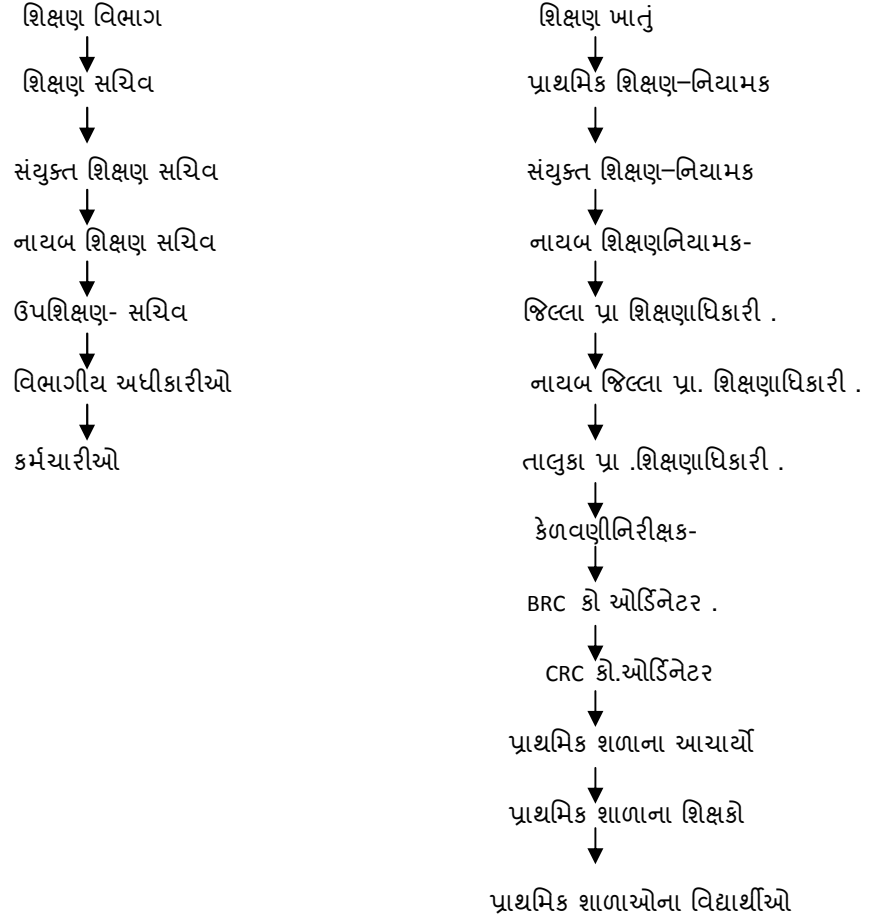 શિક્ષણ વિભાગ
શિક્ષણ સચિવ
સંયુક્ત શિક્ષણ સચિવ
નાયબ શિક્ષણ સચિવ
ઉપશિક્ષણ- સચિવ
વિભાગીય અધીકારીઓ
કર્મચારીઓ
શિક્ષણ ખાતું
પ્રાથમિક શિક્ષણ–નિયામક
સંયુક્ત શિક્ષણ–નિયામક
નાયબ શિક્ષણનિયામક-
જિલ્લા પ્રા શિક્ષણાધિકારી .
નાયબ જિલ્લા પ્રા. શિક્ષણાધિકારી .
તાલુકા પ્રા .શિક્ષણાધિકારી .
કેળવણીનિરીક્ષક-
BRC કો ઓર્ડિનેટર .
CRC કો.ઓર્ડિનેટર
પ્રાથમિક શળાના આચાર્યો
પ્રાથમિક શાળાના શિક્ષકો
પ્રાથમિક શાળાઓના વિદ્યાર્થીઓ